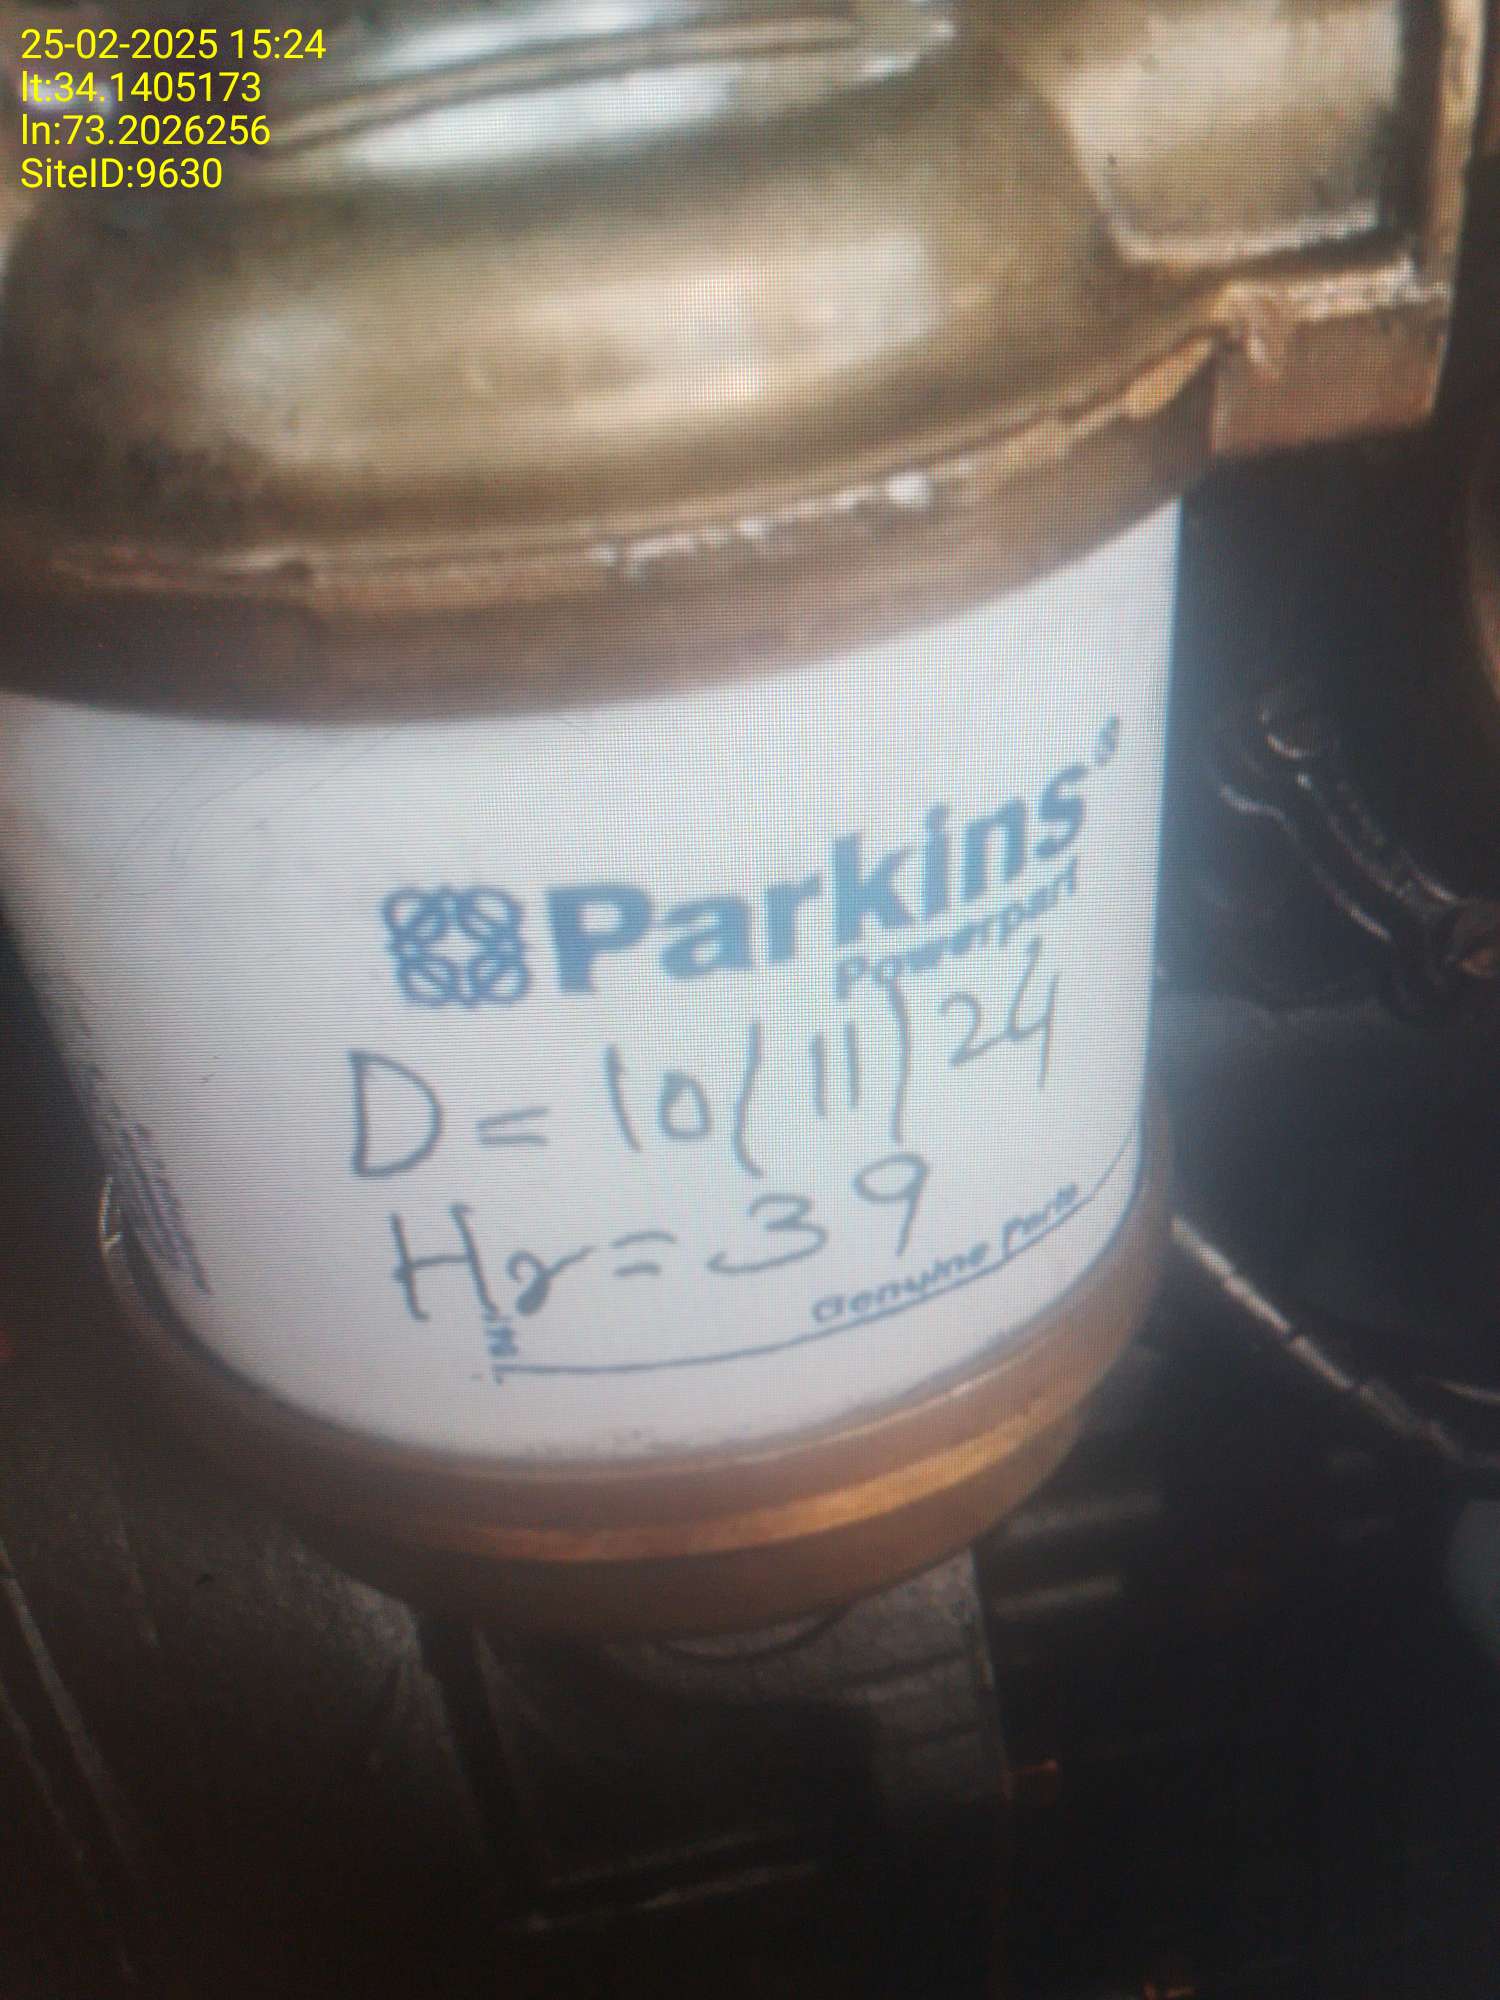 25-02-2025 15:24
lt:34.1405173
ln:73.2026256
SiteID:9630
Parkins
Powerpart
D = 10/11/24
Hr = 39
Genuine Parts